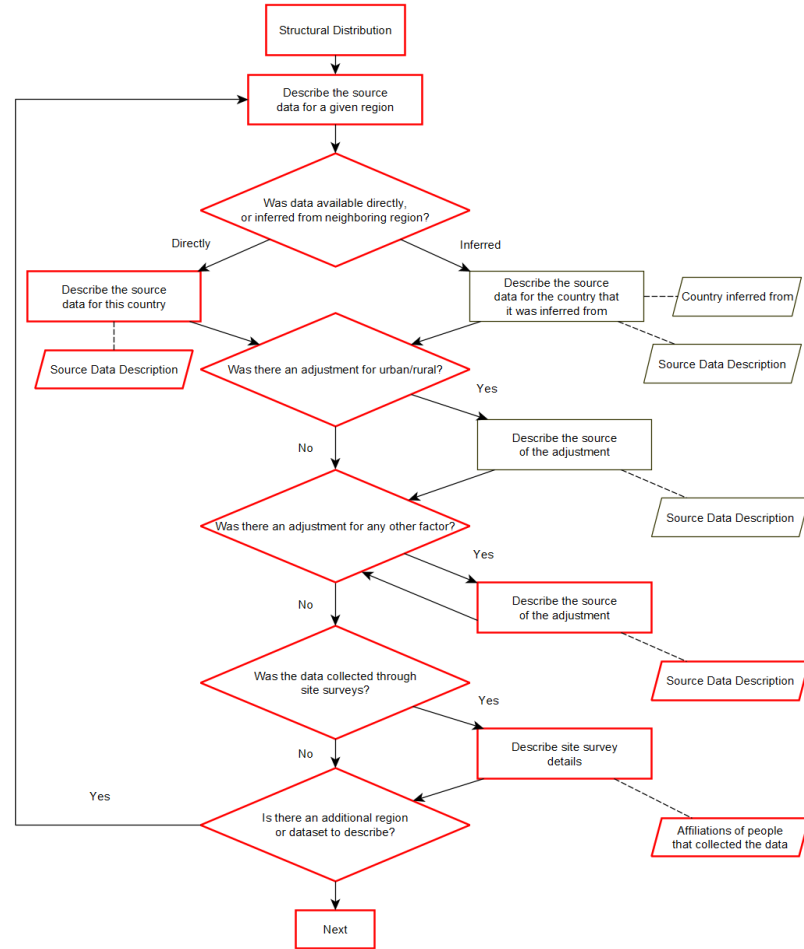 Structural Distribution
Describe the source
data for a given region
Was data available directly,
or inferred from neighboring region?
Directly
Inferred
Describe the source
data for this country
Describe the source
data for the country that
it was inferred from
Country inferred from
Source Data Description
Source Data Description
Was there an adjustment for urban/rural?
Yes
No
Describe the source
of the adjustment
Source Data Description
Was there an adjustment for any other factor?
Yes
No
Describe the source
of the adjustment
Source Data Description
Was the data collected through
site surveys?
Yes
No
Describe site survey
details
Yes
Is there an additional region
or dataset to describe?
Affiliations of people
that collected the data
Next